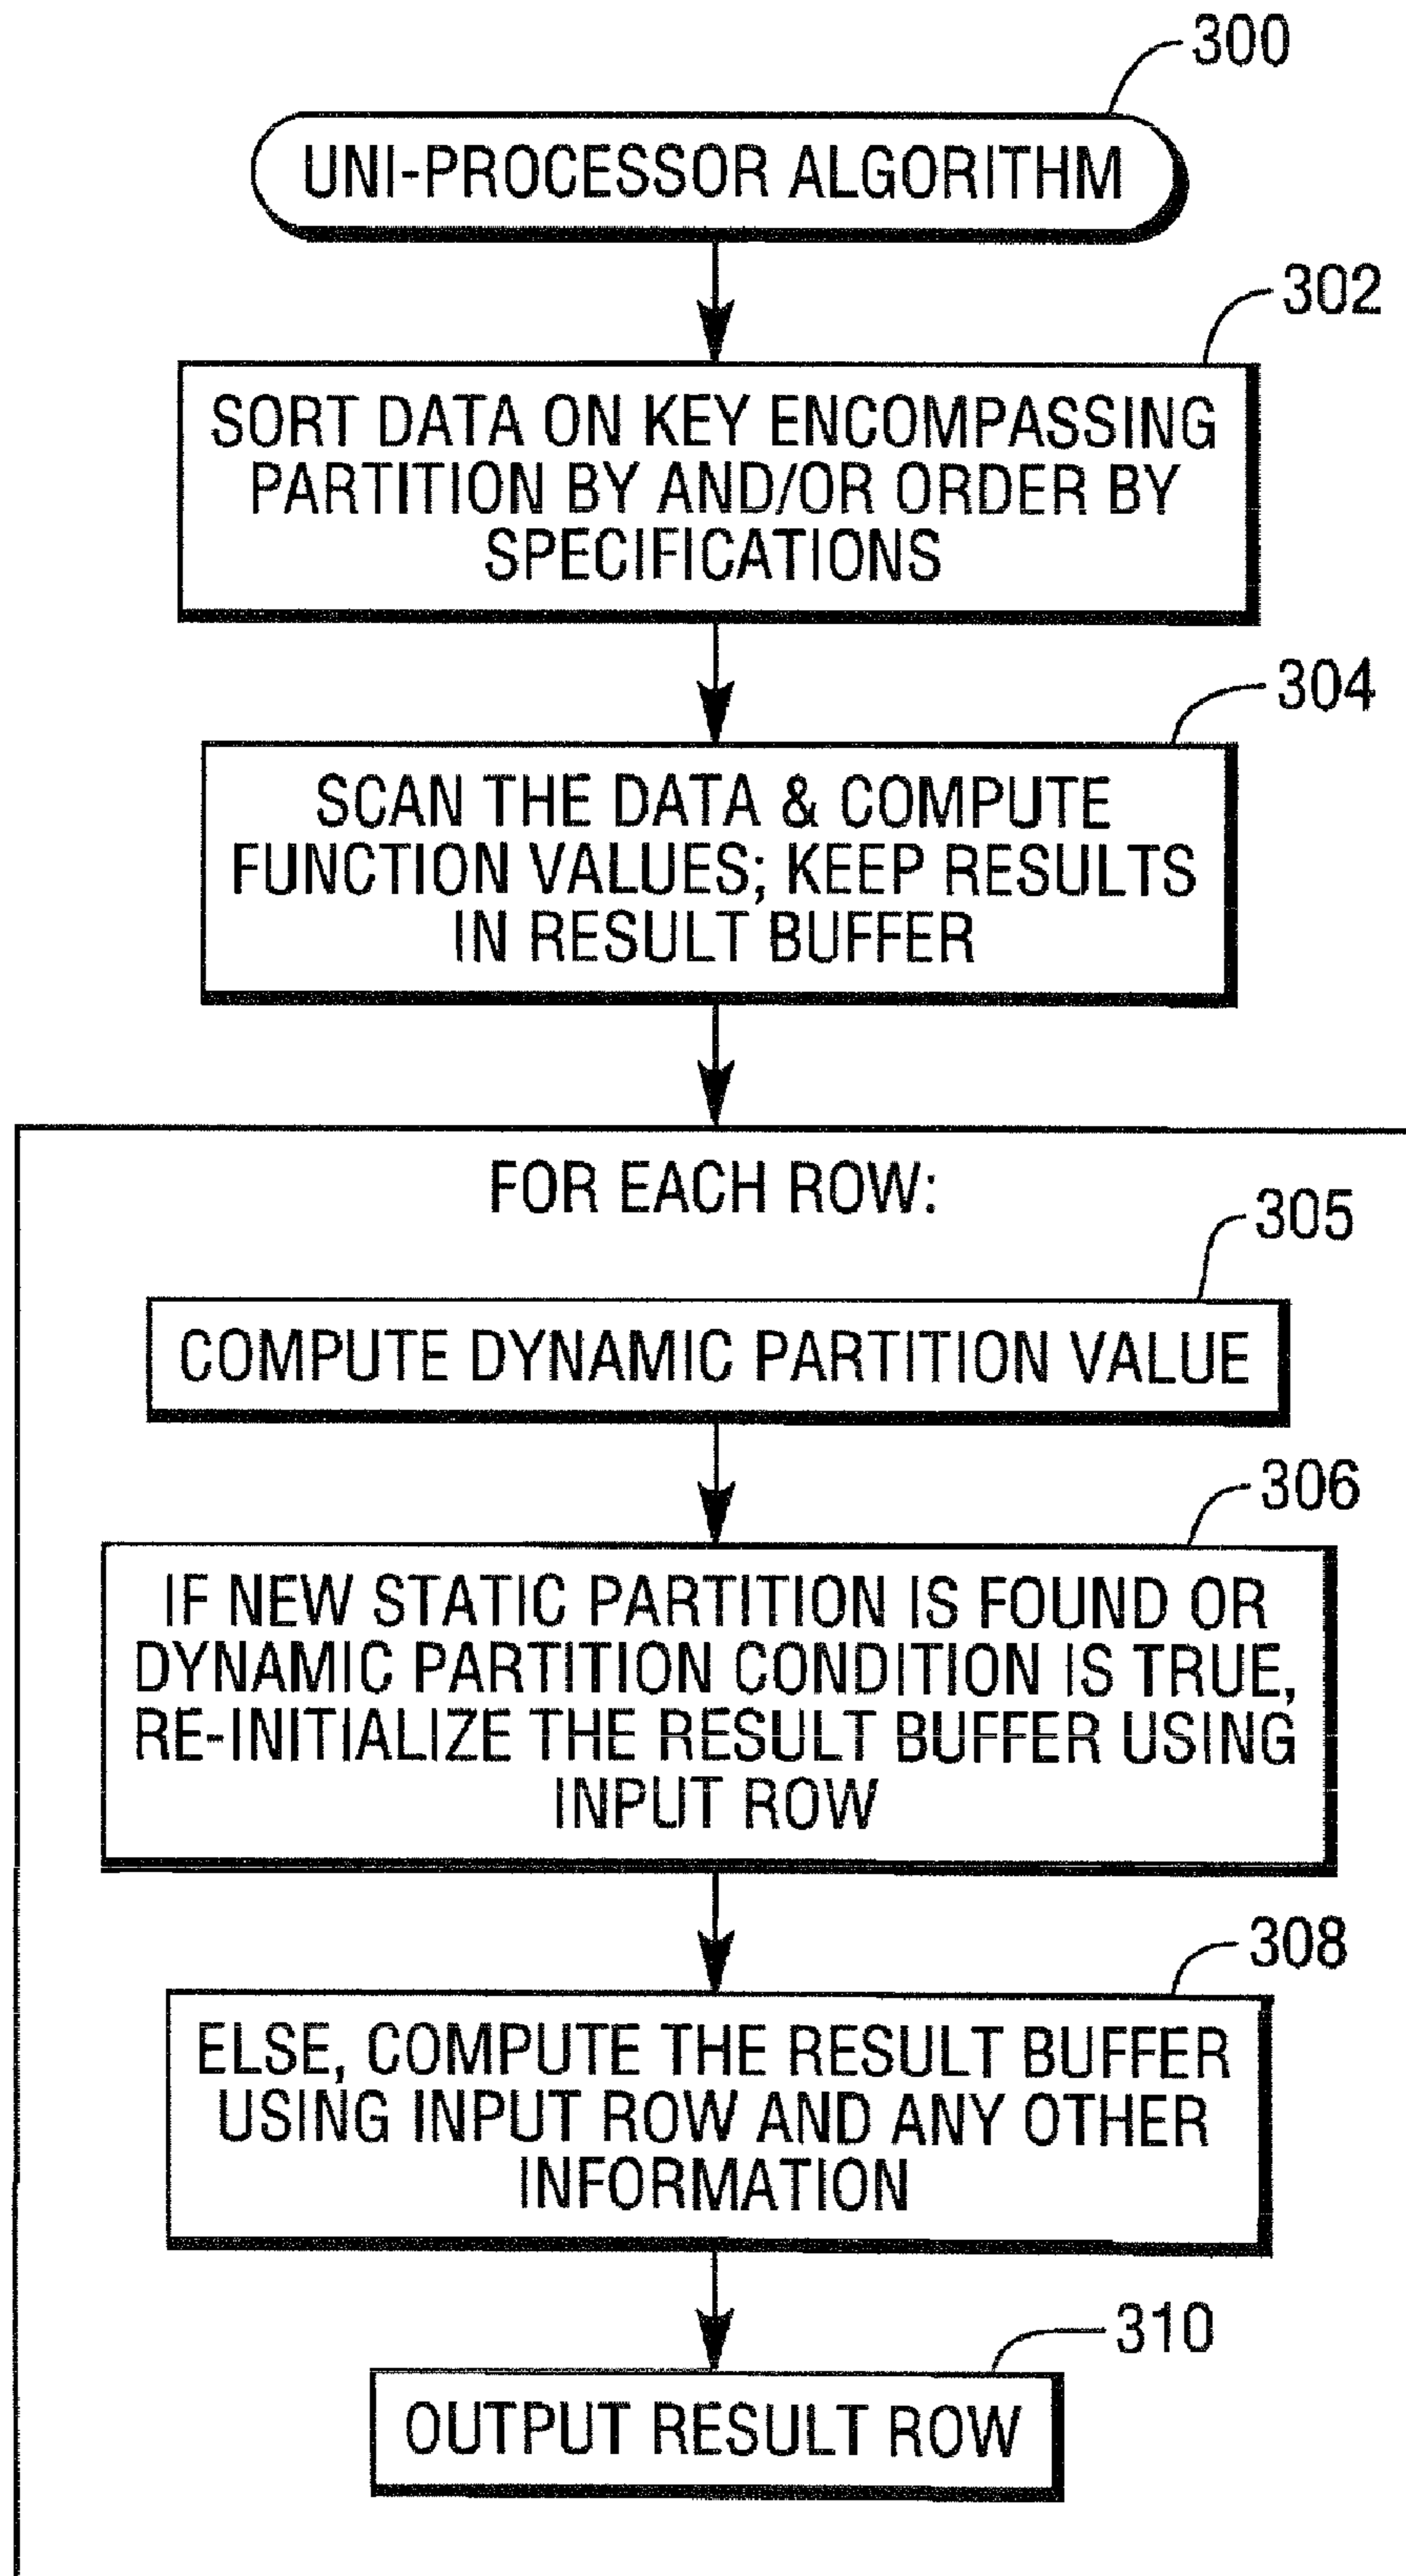 300
UNI-PROCESSOR ALGORITHM
302
SORT DATA ON KEY ENCOMPASSING
PARTITION BY AND/OR ORDER BY
SPECIFICATIONS
304
SCAN THE DATA & COMPUTE
FUNCTION VALUES; KEEP RESULTS
IN RESULT BUFFER
FOR EACH ROW:
305
COMPUTE DYNAMIC PARTITION VALUE
306
IF NEW STATIC PARTITION IS FOUND OR
DYNAMIC PARTITION CONDITION IS TRUE,
RE-INITIALIZE THE RESULT BUFFER USING
INPUT ROW
308
ELSE, COMPUTE THE RESULT BUFFER
USING INPUT ROW AND ANY OTHER
INFORMATION
310
OUTPUT RESULT ROW